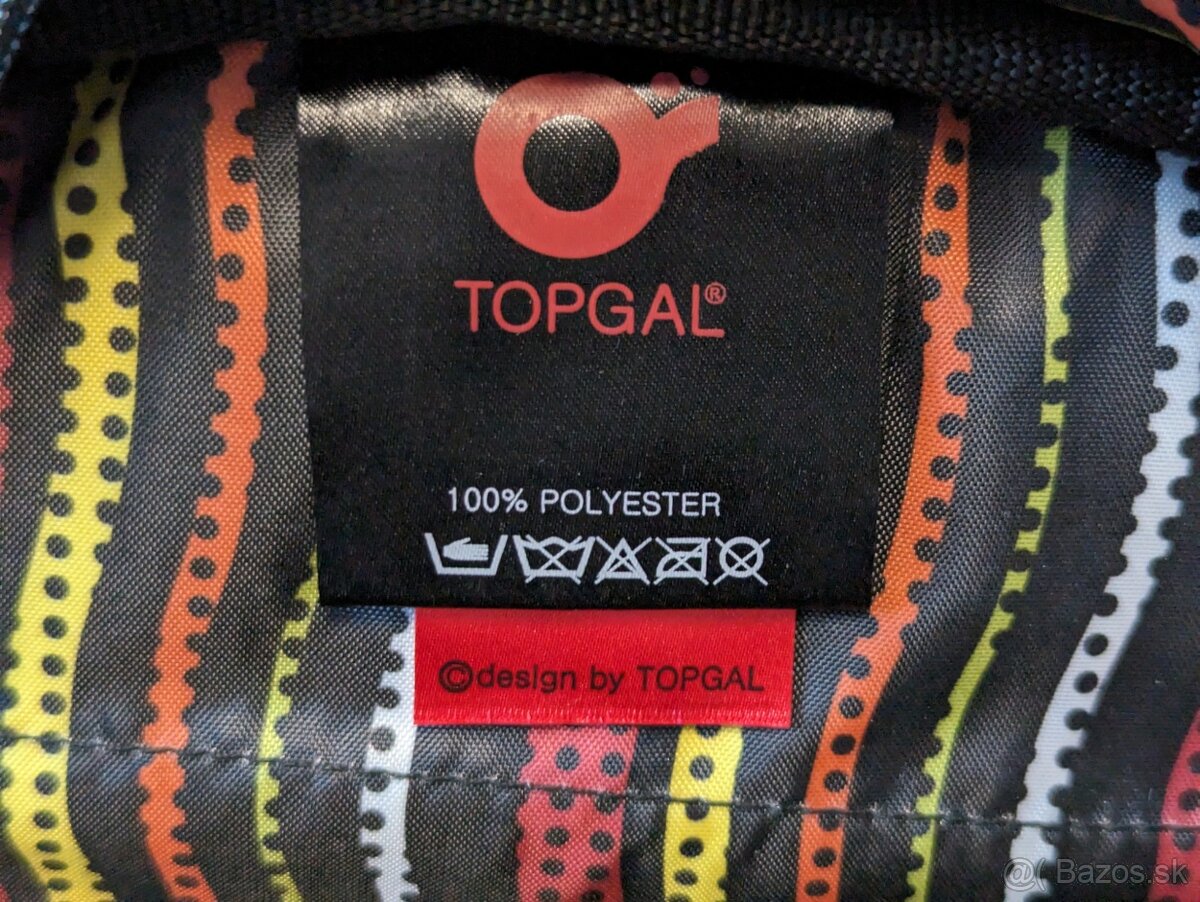 TOPGAL®
100% POLYESTER
©design by TOPGAL
@( Bazos.sk